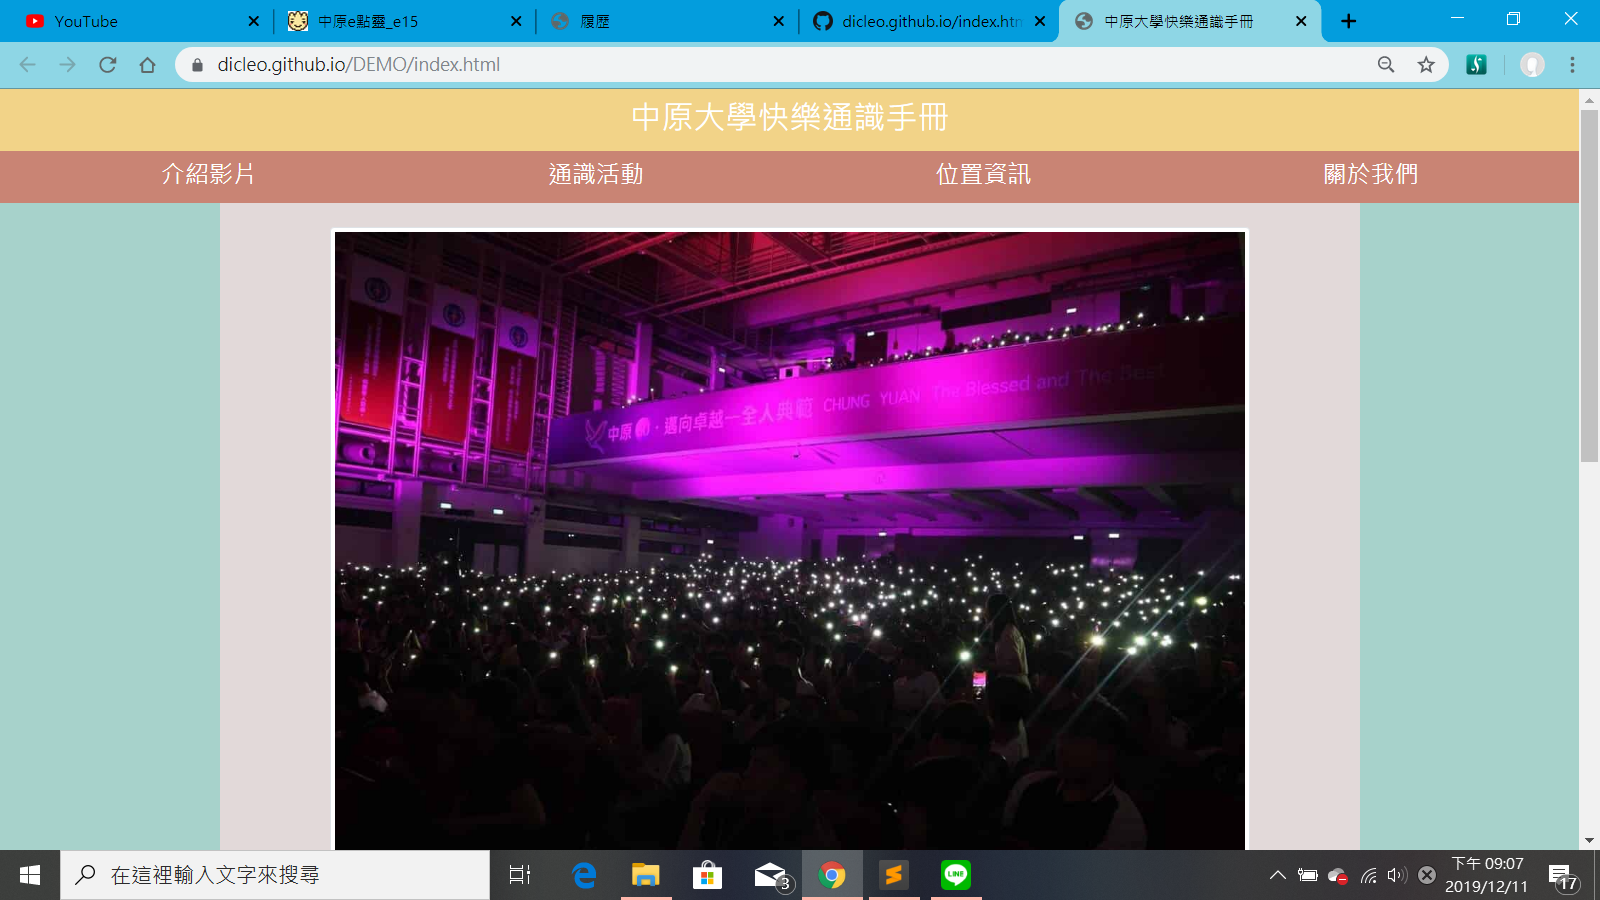 YouTube
中原e點靈_e15
履歷
dicleo.github.io/index.htm
中原大學快樂通識手冊
dicleo.github.io/DEMO/index.html
中原大學快樂通識手冊
介紹影片
通識活動
位置資訊
關於我們
中原 60・邁向卓越—全人典範 CHUNG YUAN The Blessed and The Best
在這裡輸入文字來搜尋
3
LINE
下午 09:07
2019/12/11
17